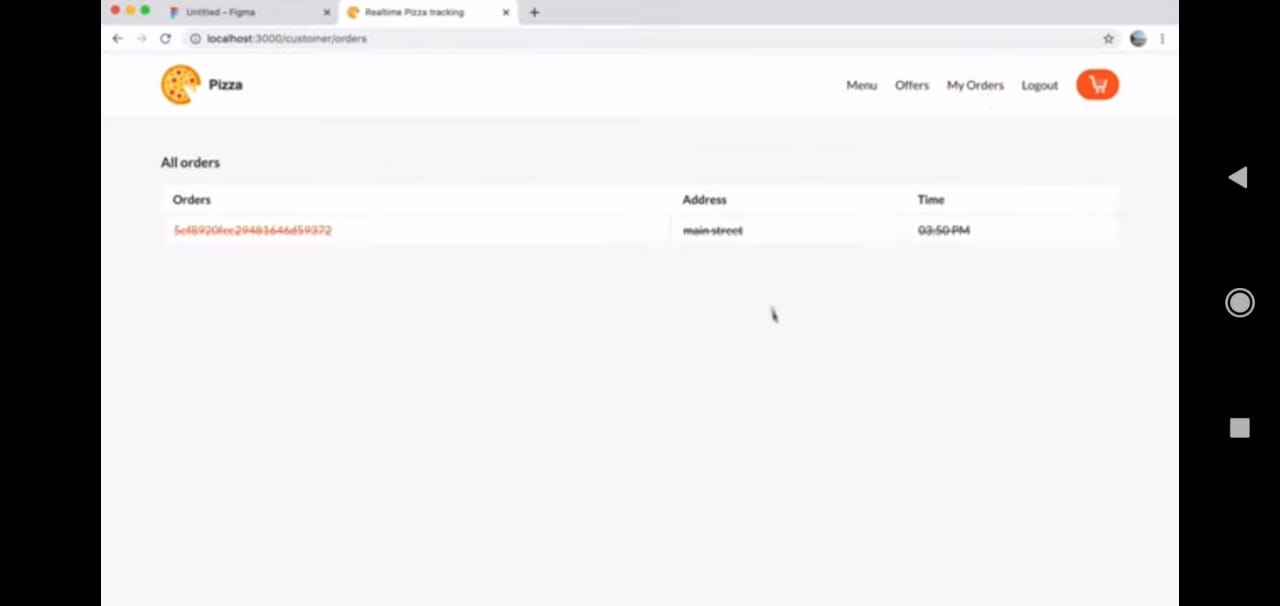 Untitled – Figma
Realtime Pizza tracking
localhost:3000/customer/orders
Pizza
Menu Offers My Orders Logout
All orders
Orders Address Time
5ef8920fee29481646d59372 main street 03:50 PM